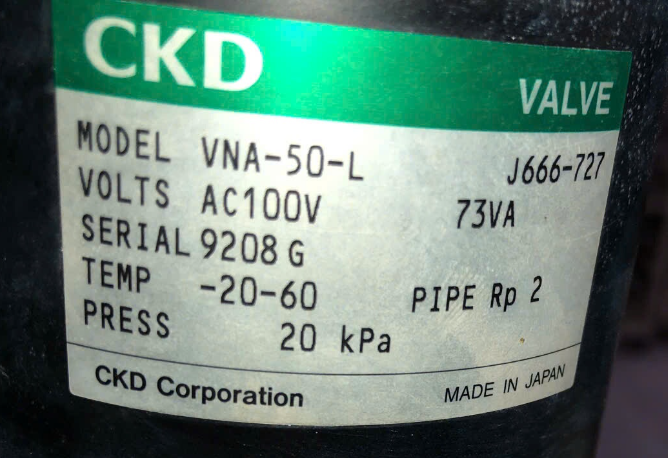 CKD
VALVE
MODEL VNA-50-L J666-727
VOLTS AC100V 73VA
SERIAL 9208 G
TEMP -20-60 PIPE Rp 2
PRESS 20 kPa
CKD Corporation MADE IN JAPAN